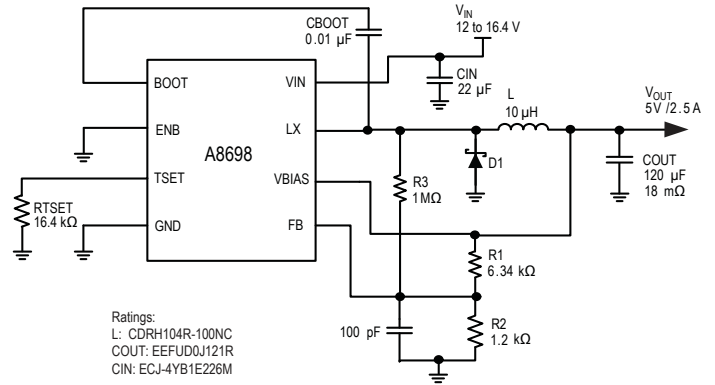 CBOOT
0.01 µF
VIN
12 to 16.4 V
BOOT
VIN
CIN
22 µF
L
10 µH
VOUT
5V /2.5 A
ENB
LX
A8698
D1
COUT
120 µF
18 mΩ
TSET
VBIAS
R3
1 MΩ
RTSET
16.4 kΩ
GND
FB
R1
6.34 kΩ
100 pF
R2
1.2 kΩ
Ratings:
L: CDRH104R-100NC
COUT: EEFUD0J121R
CIN: ECJ-4YB1E226M